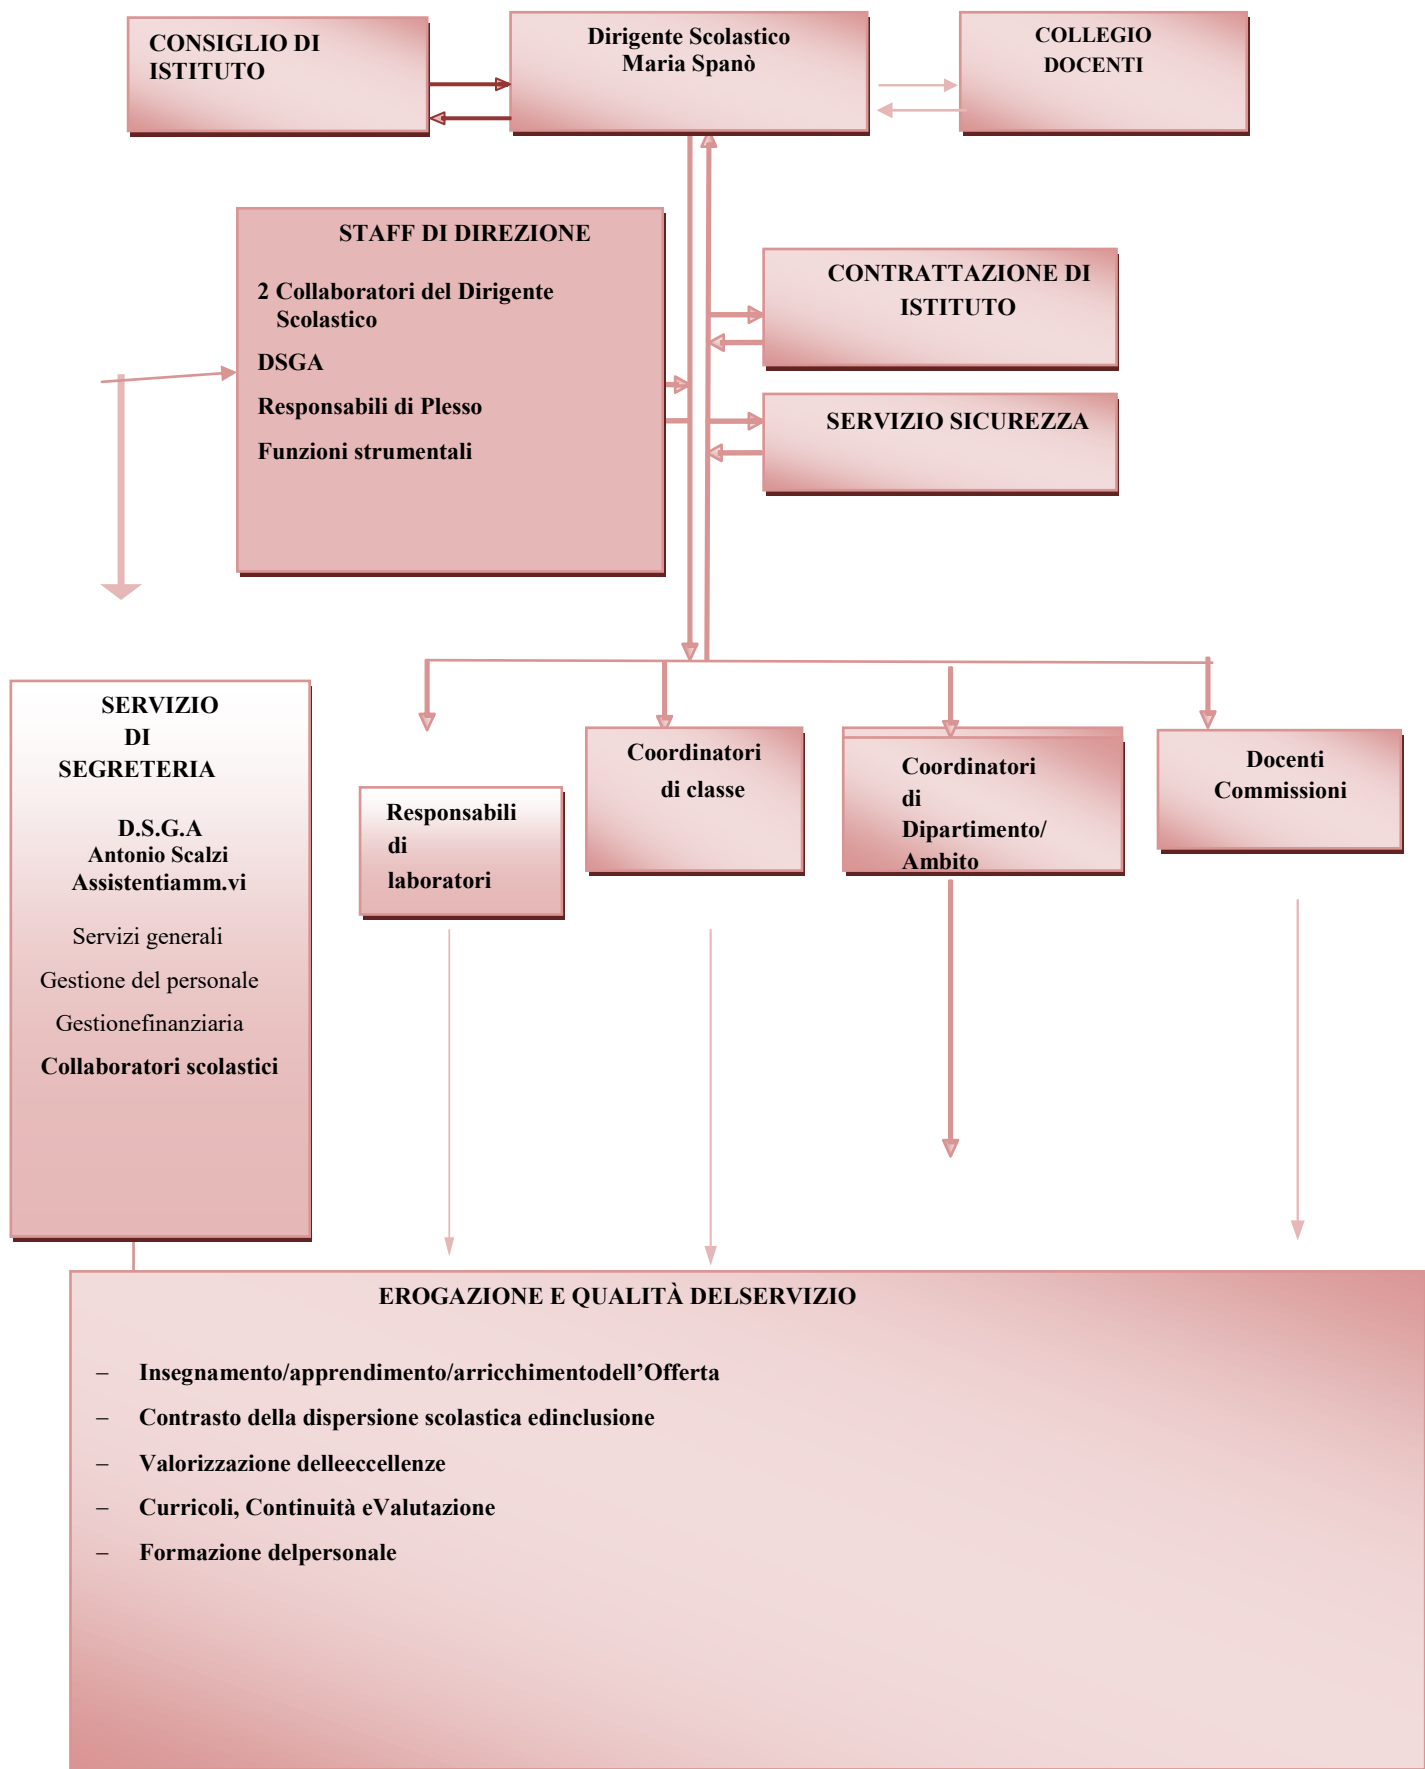 CONSIGLIO DI
ISTITUTO
Dirigente Scolastico
Maria Spanò
COLLEGIO
DOCENTI
STAFF DI DIREZIONE
2 Collaboratori del Dirigente
Scolastico
DSGA
Responsabili di Plesso
Funzioni strumentali
CONTRATTAZIONE DI
ISTITUTO
SERVIZIO SICUREZZA
SERVIZIO
DI
SEGRETERIA
D.S.G.A
Antonio Scalzi
Assistentiamm.vi
Servizi generali
Gestione del personale
Gestionefinanziaria
Collaboratori scolastici
Responsabili
di
laboratori
Coordinatori
di classe
Coordinatori
di
Dipartimento/
Ambito
Docenti
Commissioni
EROGAZIONE E QUALITÀ DELSERVIZIO
– Insegnamento/apprendimento/arricchimentodell’Offerta
– Contrasto della dispersione scolastica edinclusione
– Valorizzazione delleeccellenze
– Curricoli, Continuità eValutazione
– Formazione delpersonale